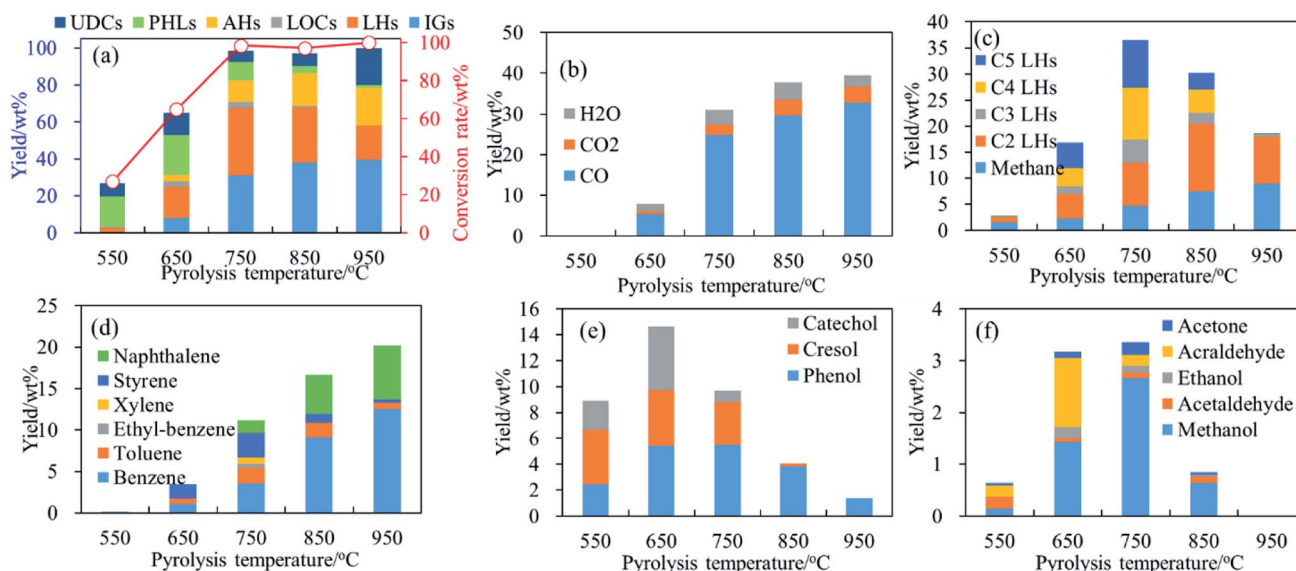 UDCs PHLs AHs LOCs LHs IGs
(a)
Yield/wt%
100
80
60
40
20
0
100
80
60
40
20
0
Conversion rate/wt%
550 650 750 850 950
Pyrolysis temperature/°C
(b)
Yield/wt%
50
40
30
20
10
0
H2O
CO2
CO
550 650 750 850 950
Pyrolysis temperature/°C
(c)
Yield/wt%
40
35
30
25
20
15
10
5
0
C5 LHs
C4 LHs
C3 LHs
C2 LHs
Methane
550 650 750 850 950
Pyrolysis temperature/°C
(d)
Yield/wt%
25
20
15
10
5
0
Naphthalene
Styrene
Xylene
Ethyl-benzene
Toluene
Benzene
550 650 750 850 950
Pyrolysis temperature/°C
(e)
Yield/wt%
16
14
12
10
8
6
4
2
0
Catechol
Cresol
Phenol
550 650 750 850 950
Pyrolysis temperature/°C
(f)
Yield/wt%
4
3
2
1
0
Acetone
Acraldehyde
Ethanol
Acetaldehyde
Methanol
550 650 750 850 950
Pyrolysis temperature/°C